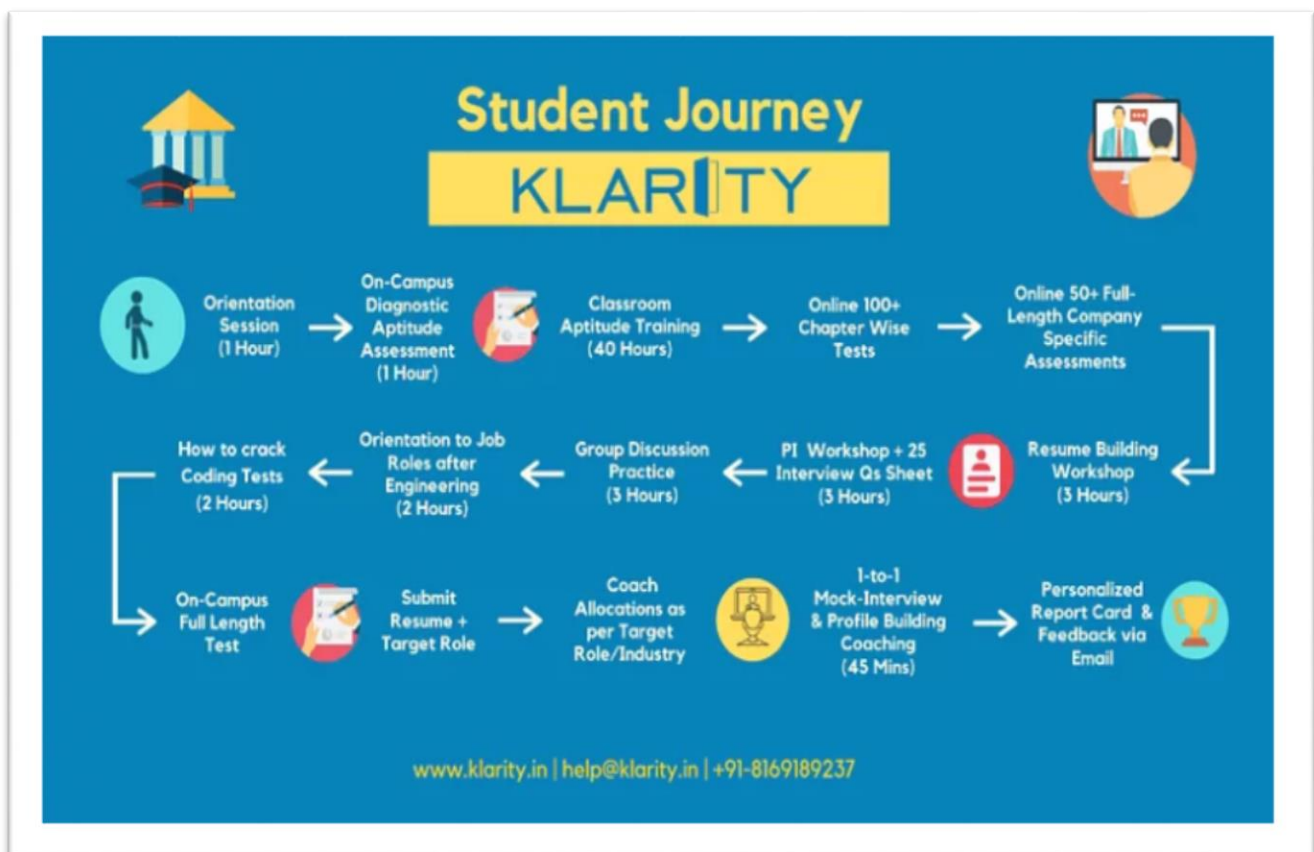 Student Journey
KLARITY
Orientation
Session
(1 Hour)
On-Campus
Diagnostic
Aptitude
Assessment
(1 Hour)
Classroom
Aptitude Training
(40 Hours)
Online 100+
Chapter Wise
Tests
Online 50+ Full-
Length Company
Specific
Assessments
Resume Building
Workshop
(3 Hours)
PI Workshop + 25
Interview Qs Sheet
(3 Hours)
Group Discussion
Practice
(3 Hours)
Orientation to Job
Roles after
Engineering
(2 Hours)
How to crack
Coding Tests
(2 Hours)
On-Campus
Full Length
Test
Submit
Resume +
Target Role
Coach
Allocations as
per Target
Role/Industry
1-to-1
Mock-Interview
& Profile Building
Coaching
(45 Mins)
Personalized
Report Card &
Feedback via
Email
www.klarity.in | help@klarity.in | +91-8169189237